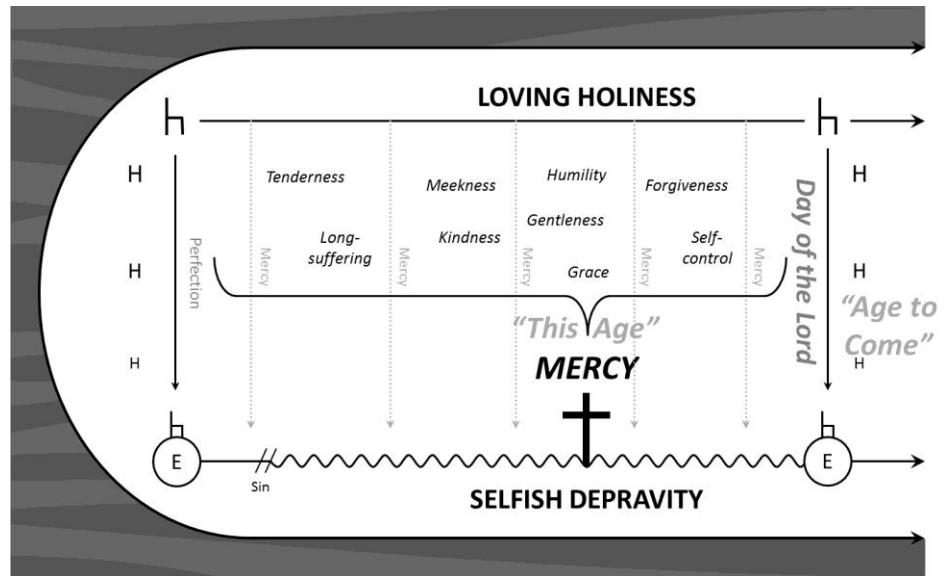 LOVING HOLINESS
H
Tenderness
Meekness
Humility
Forgiveness
H
Gentleness
Perfection
Mercy
Long-
suffering
Mercy
Kindness
Mercy
Mercy
Self-
control
Mercy
Day of the Lord
H
Grace
H
"This Age"
"Age to
Come"
MERCY
H
H
E
Sin
E
SELFISH DEPRAVITY